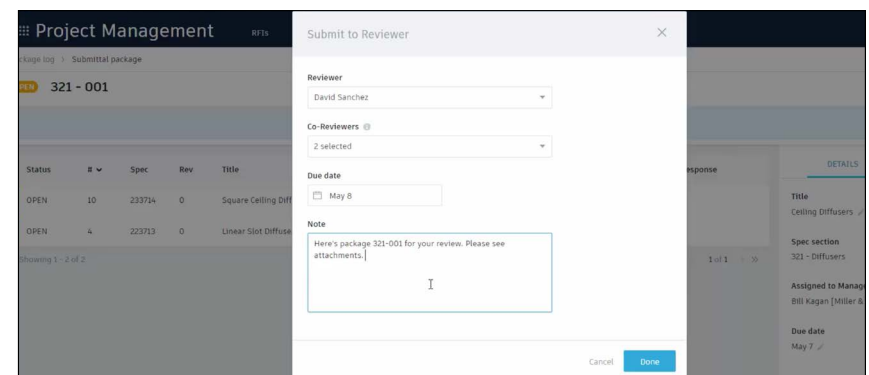 Project Management RFIs
Submit to Reviewer
Submittal package
321 - 001
Reviewer
David Sanchez
Co-Reviewers
2 selected
Due date
May 8
Note
Here's package 321-001 for your review. Please see
attachments.
Cancel Done
Status # Spec Rev Title
OPEN 10 233714 0 Square Ceiling Diff
OPEN 4 223713 0 Linear Slot Diffuse
Showing 1 - 2 of 2
esponse
1 of 1
DETAILS
Title
Ceiling Diffusers
Spec section
321 - Diffusers
Assigned to Manage
Bill Kagan [Miller &
Due date
May 7